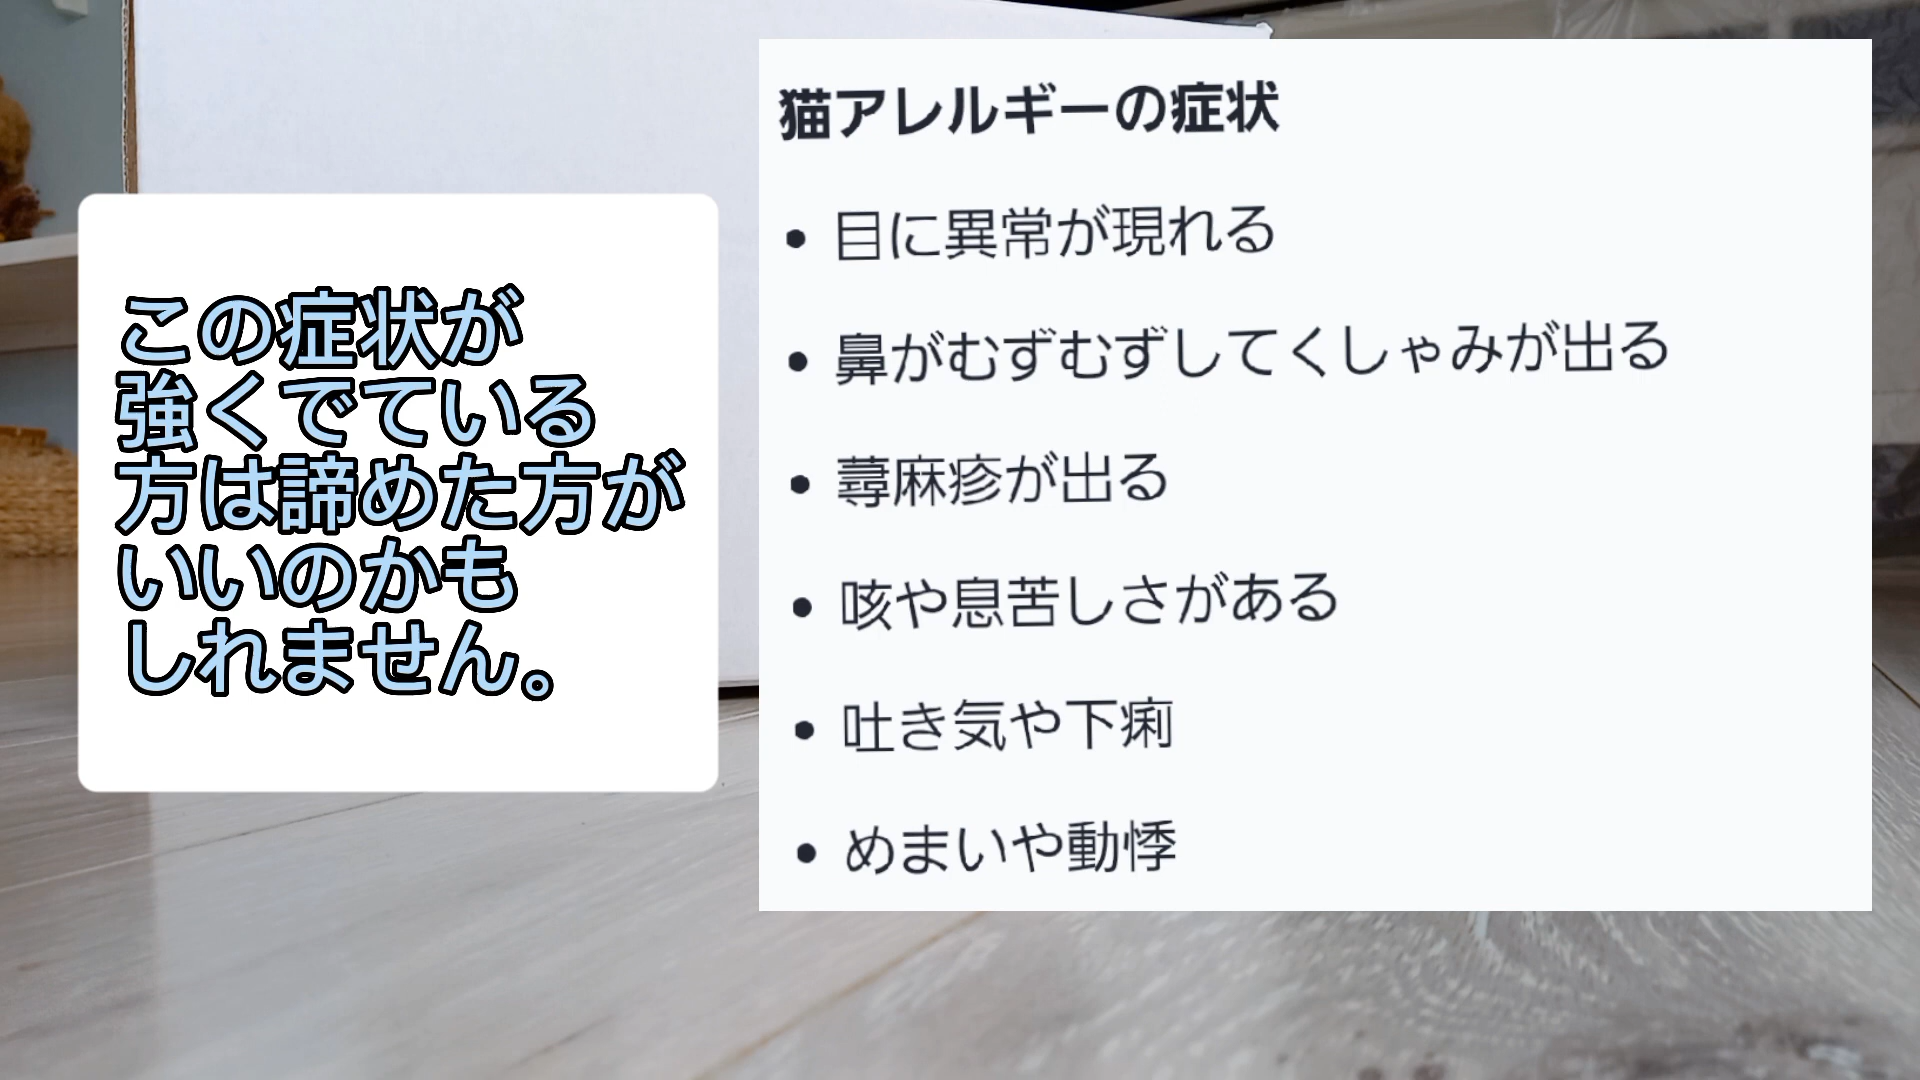 この症状が
強くでている
方は諦めた方が
いいのかも
しれません。
猫アレルギーの症状
• 目に異常が現れる
• 鼻がむずむずしてくしゃみが出る
• 蕁麻疹が出る
• 咳や息苦しさがある
• 吐き気や下痢
• めまいや動悸